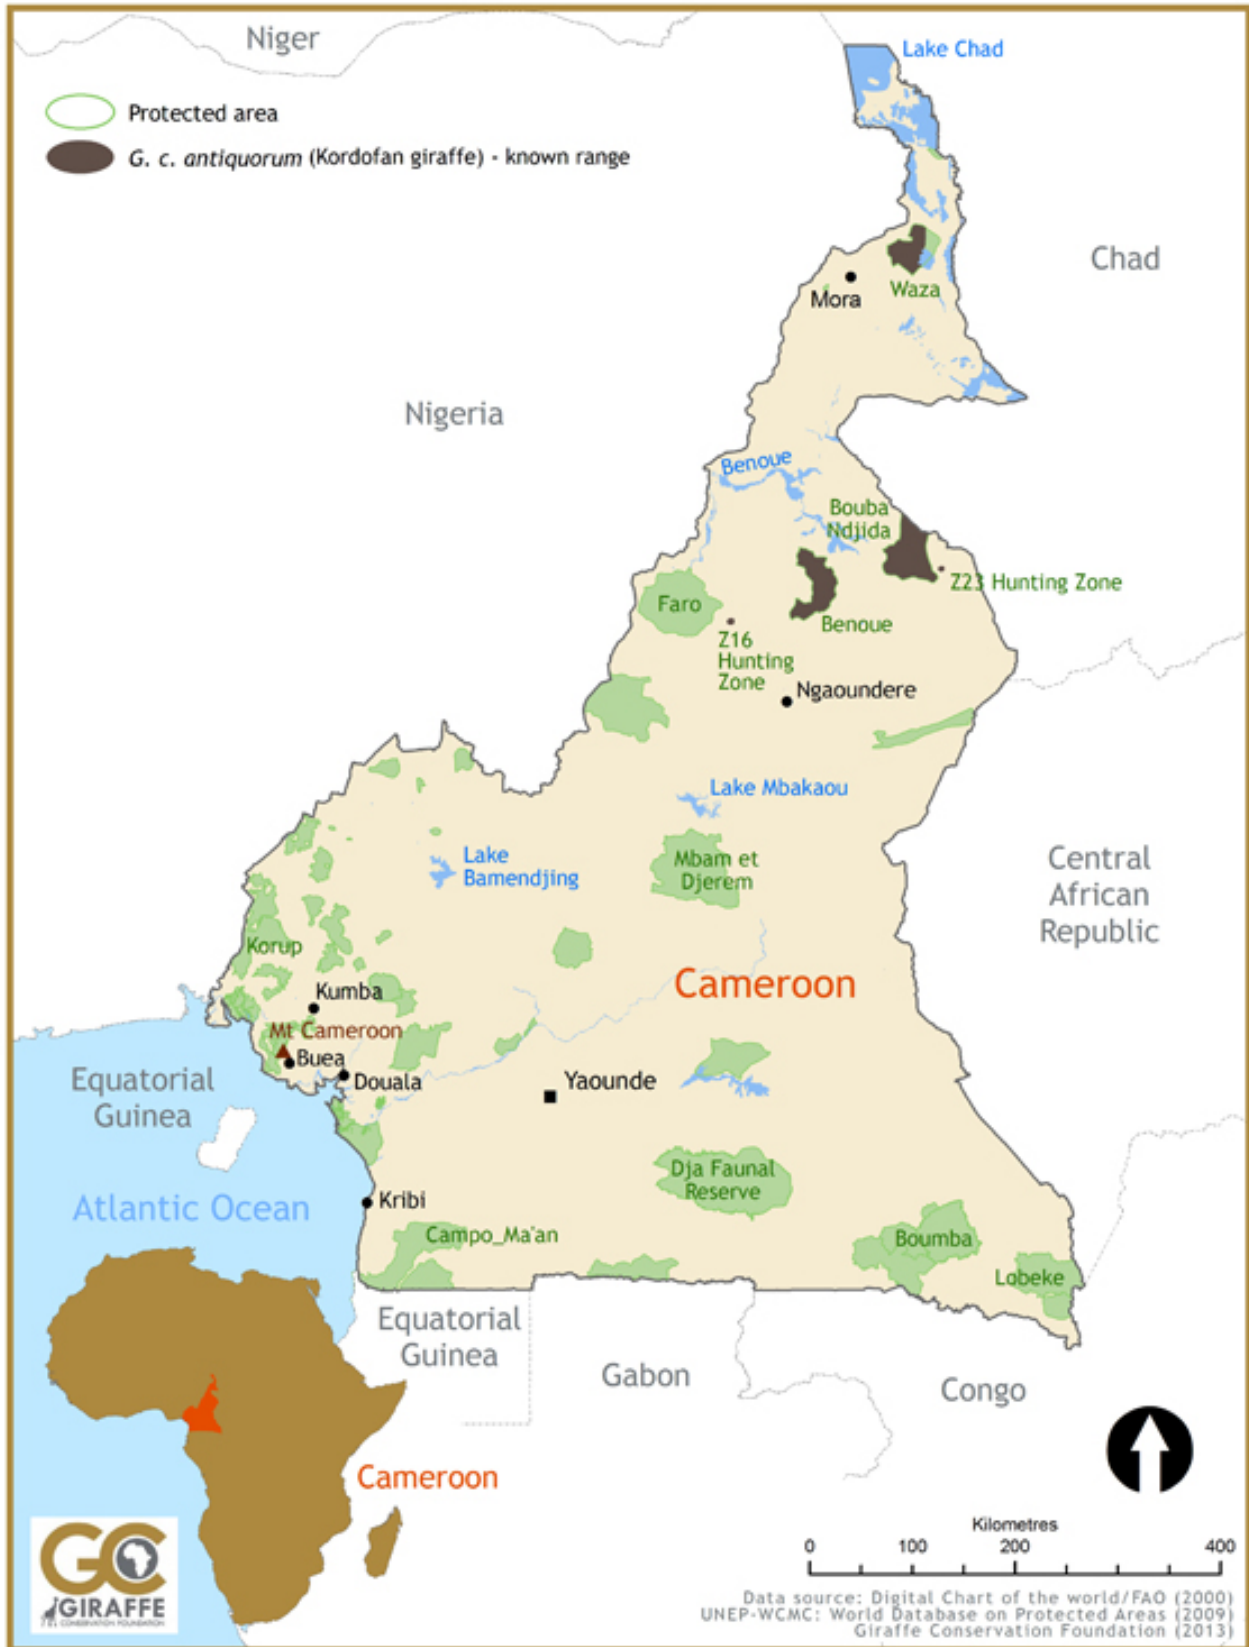 Niger
Lake Chad
Protected area
G. c. antiquorum (Kordofan giraffe) - known range
Chad
Waza
Mora
Nigeria
Benoue
Bouba
Ndjida
Z23 Hunting Zone
Faro
Benoue
Z16
Hunting
Zone
Ngaoundere
Lake Mbakaou
Lake
Bamendjing
Mbam et
Djerem
Central
African
Republic
Korup
Cameroon
Kumba
Mt Cameroon
Buea
Douala
Equatorial
Guinea
Yaounde
Dja Faunal
Reserve
Kribi
Atlantic Ocean
Campo_Ma'an
Boumba
Lobeke
Equatorial
Guinea
Gabon
Congo
Cameroon
Kilometres
0 100 200 400
GC
GIRAFFE
CONSERVATION FOUNDATION
Data source: Digital Chart of the world/FAO (2000)
UNEP-WCMC: World Database on Protected Areas (2009)
Giraffe Conservation Foundation (2013)